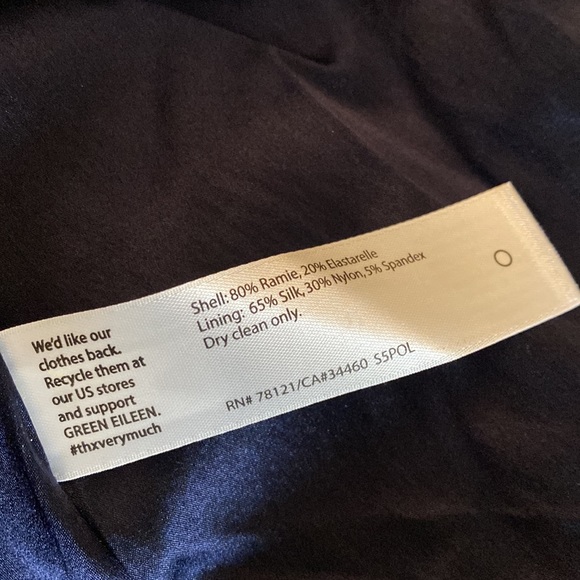 We'd like our
clothes back.
Recycle them at
our US stores
and support
GREEN EILEEN.
#thxverymuch
Shell: 80% Ramie, 20% Elastarelle
Lining: 65% Silk, 30% Nylon, 5% Spandex
Dry clean only.
RN# 78121/CA#34460 S5POL